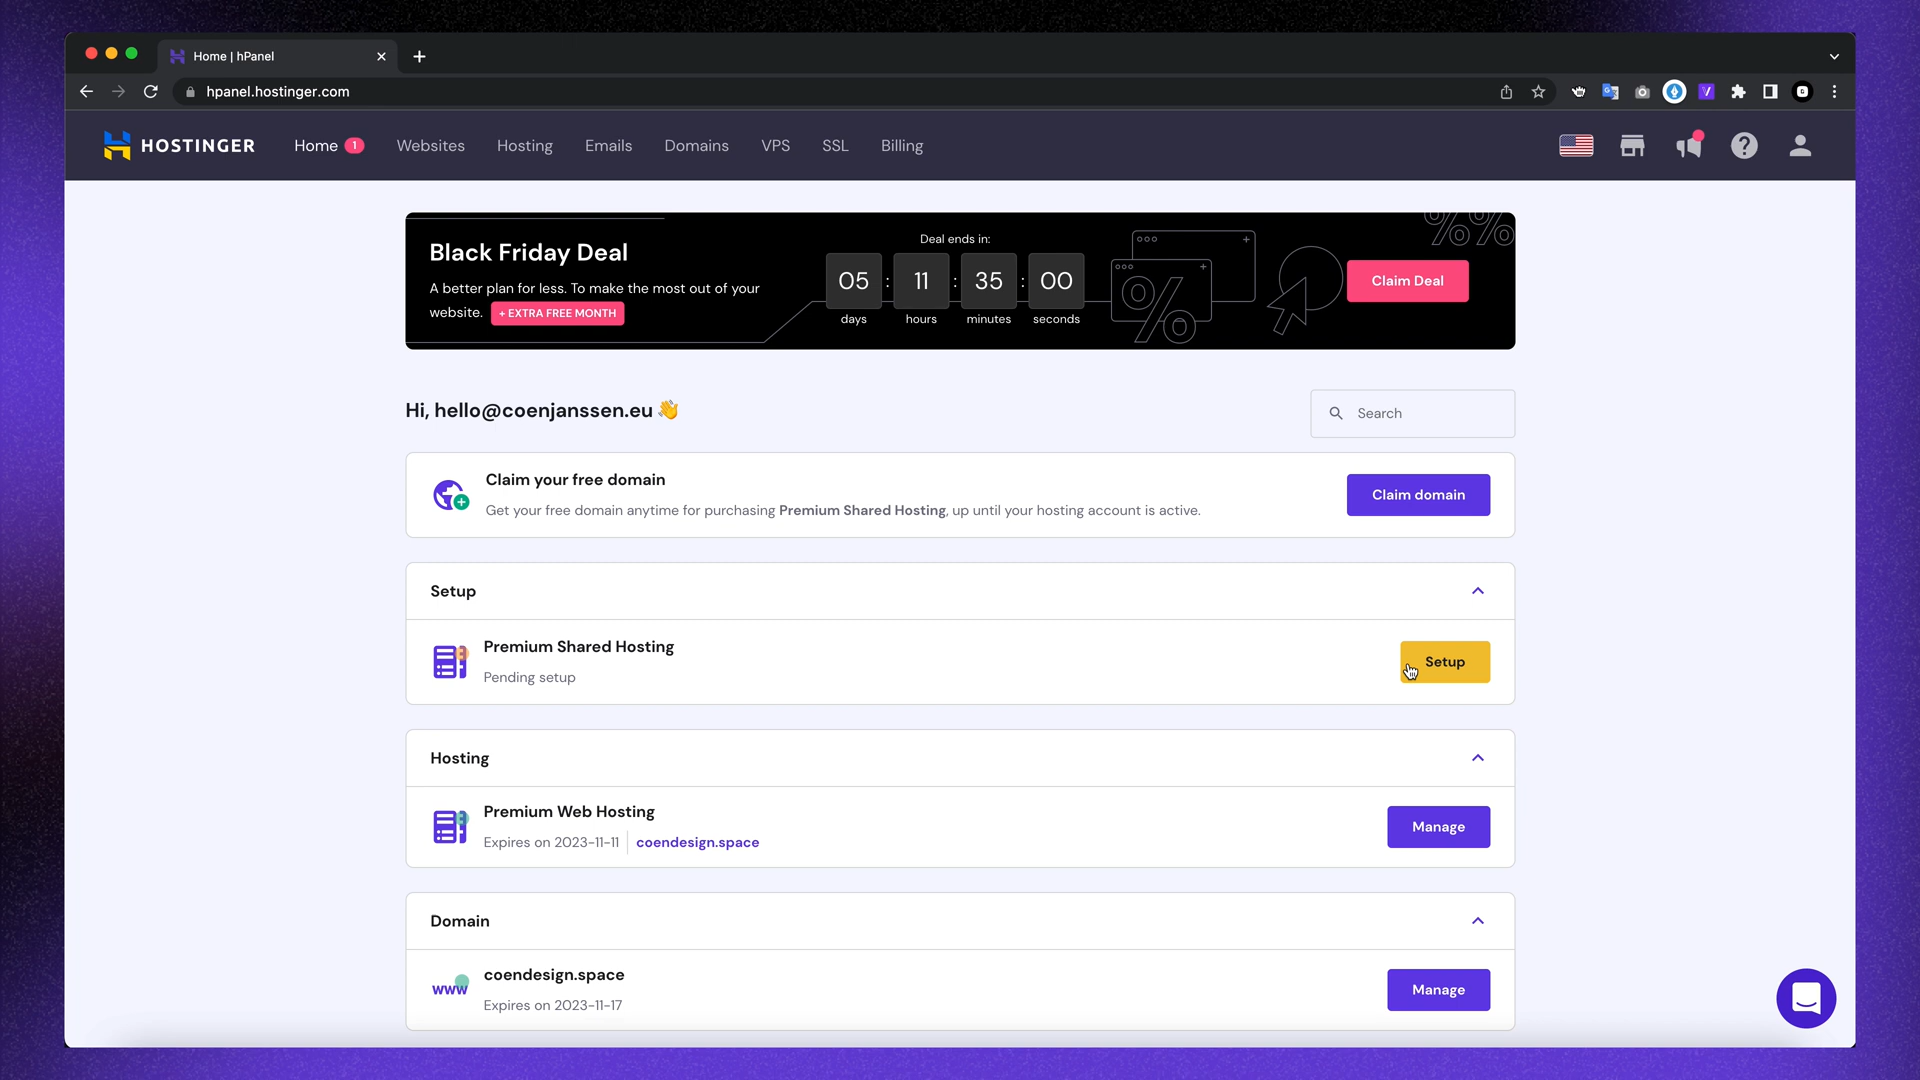 Home | hPanel
hpanel.hostinger.com
HOSTINGER
Home 1
Websites
Hosting
Emails
Domains
VPS
SSL
Billing
Black Friday Deal
A better plan for less. To make the most out of your
website. + EXTRA FREE MONTH
Deal ends in:
05 : 11 : 35 : 00
days hours minutes seconds
%%
%
Claim Deal
Hi, hello@coenjanssen.eu 👋
Search
Claim your free domain
Get your free domain anytime for purchasing Premium Shared Hosting, up until your hosting account is active.
Claim domain
Setup
Premium Shared Hosting
Pending setup
Setup
Hosting
Premium Web Hosting
Expires on 2023-11-11 coendesign.space
Manage
Domain
www
coendesign.space
Expires on 2023-11-17
Manage